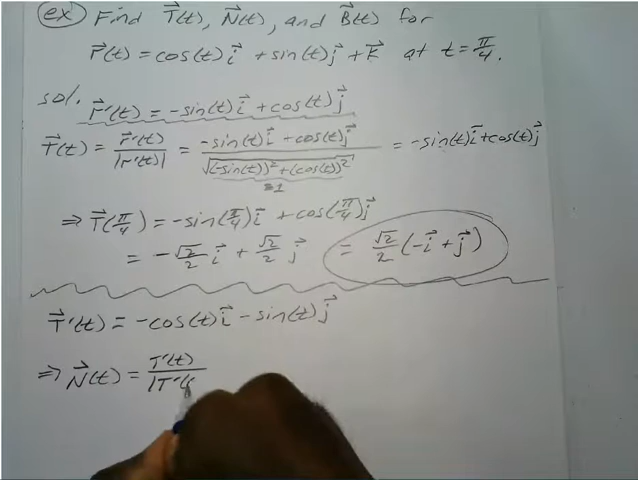 ex) Find T⃗(t), N⃗(t), and B⃗(t) for
r⃗(t) = cos(t) i⃗ + sin(t) j⃗ + k⃗ at t = π/4.
sol. r⃗'(t) = -sin(t) i⃗ + cos(t) j⃗
T⃗(t) = r⃗'(t)/|r'(t)| = (-sin(t) i⃗ - cos(t) j⃗)/√((-sin(t))² + (cos(t))²) = -sin(t) i⃗ + cos(t) j⃗
=1
⇒ T⃗(π/4) = -sin(π/4) i⃗ + cos(π/4) j⃗
= -√2/2 i⃗ + √2/2 j⃗ = √2/2 (-i⃗ + j⃗)
T⃗'(t) = -cos(t) i⃗ - sin(t) j⃗
⇒ N⃗(t) = T'(t)/|T'(